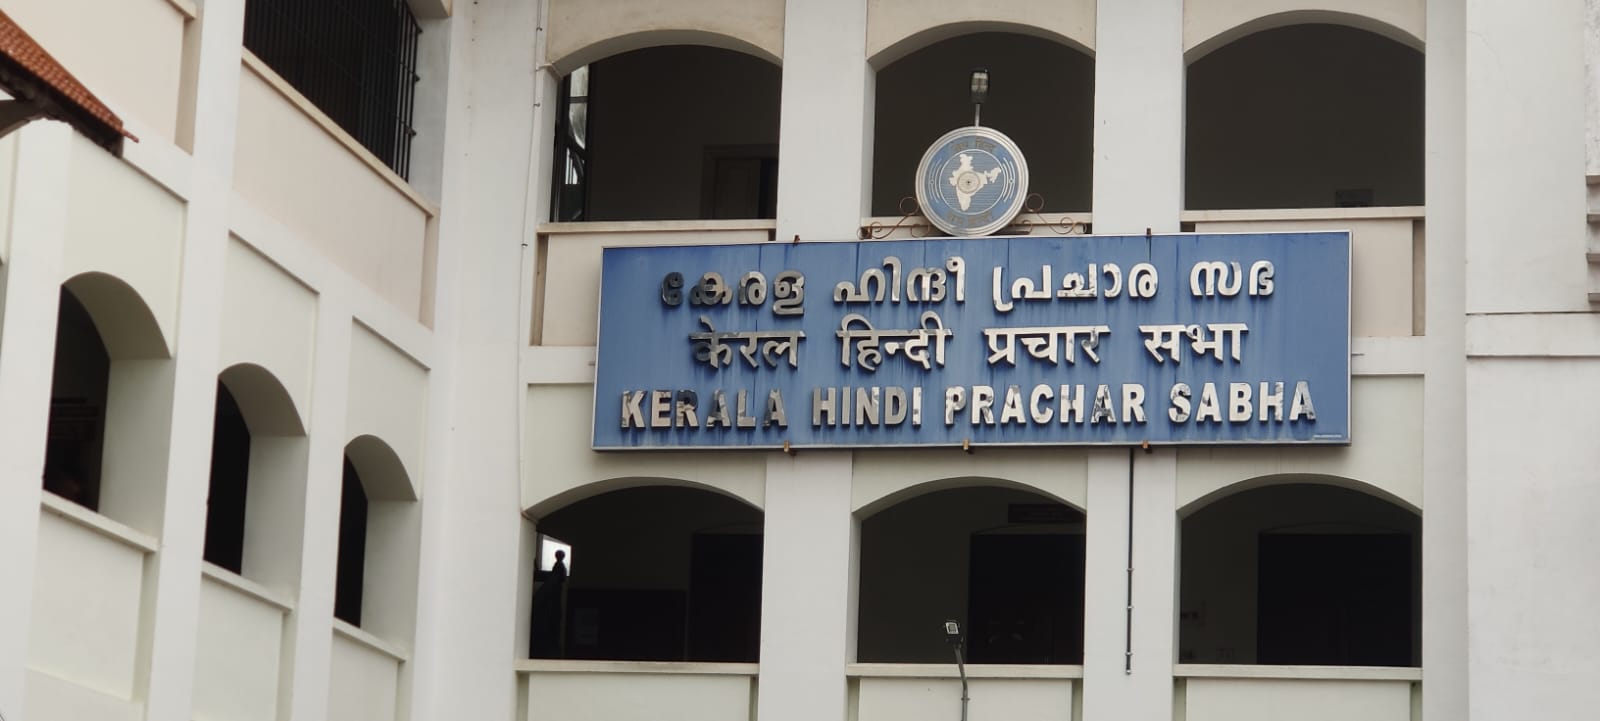 കേരള ഹിന്ദീ പ്രചാര സഭ
केरल हिन्दी प्रचार सभा
KERALA HINDI PRACHAR SABHA